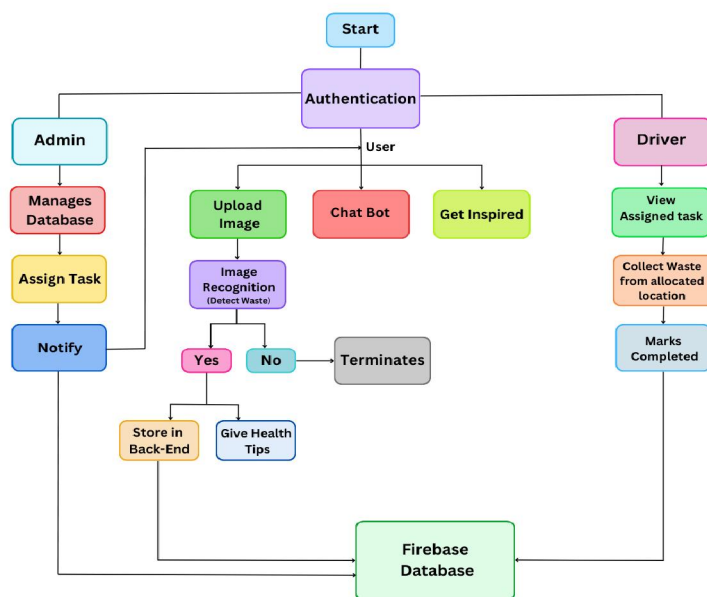 Start
Authentication
Admin
User
Driver
Manages
Database
Upload
Image
Chat Bot
Get Inspired
View
Assigned task
Assign Task
Image
Recognition
(Detect Waste)
Collect Waste
from allocated
location
Notify
Yes
No
Terminates
Marks
Completed
Store in
Back-End
Give Health
Tips
Firebase
Database